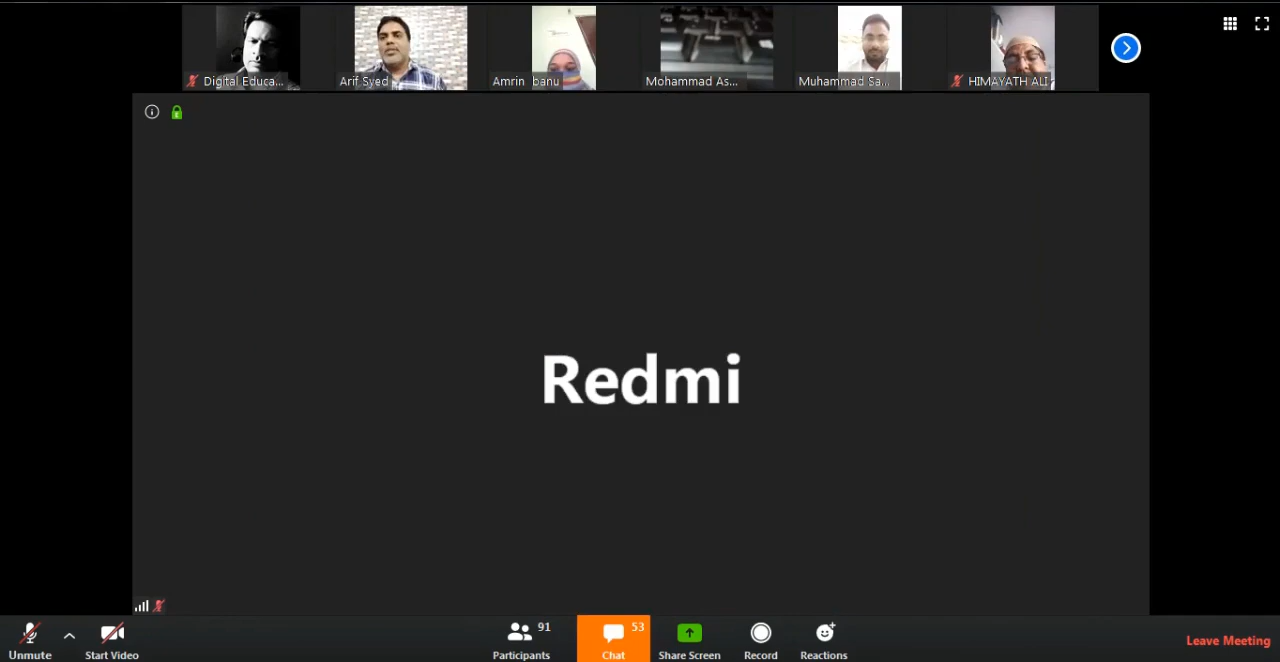 Digital Educa...
Arif Syed
Amrin banu
Mohammad As...
Muhammad Sa...
HIMAYATH ALI
Redmi
Unmute
Start Video
91
Participants
53
Chat
Share Screen
Record
Reactions
Leave Meeting